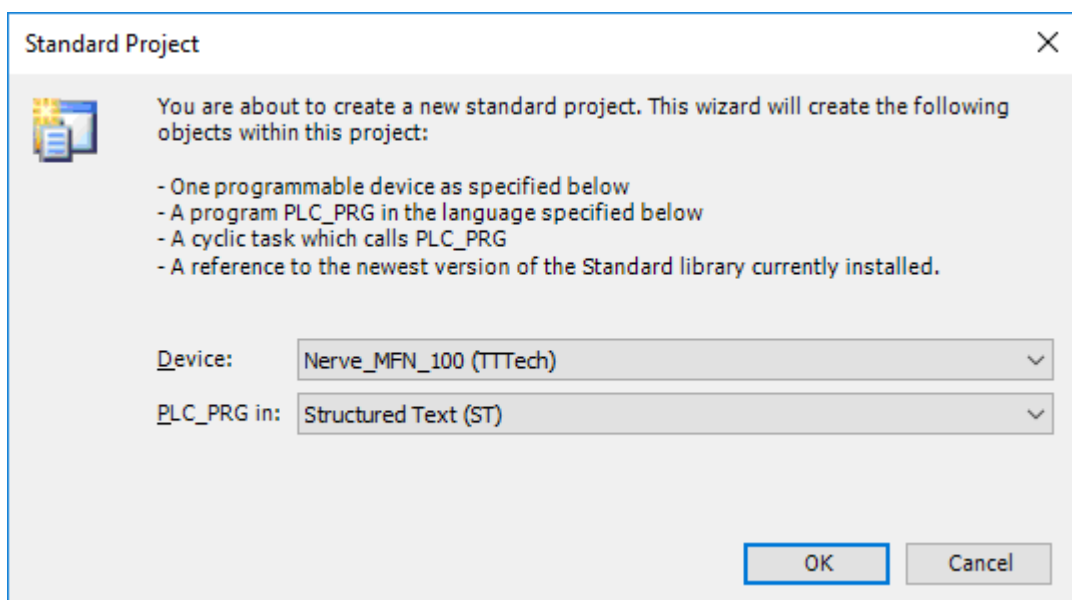 Standard Project
You are about to create a new standard project. This wizard will create the following
objects within this project:
- One programmable device as specified below
- A program PLC_PRG in the language specified below
- A cyclic task which calls PLC_PRG
- A reference to the newest version of the Standard library currently installed.
Device: Nerve_MFN_100 (TTTech)
PLC_PRG in: Structured Text (ST)
OK Cancel